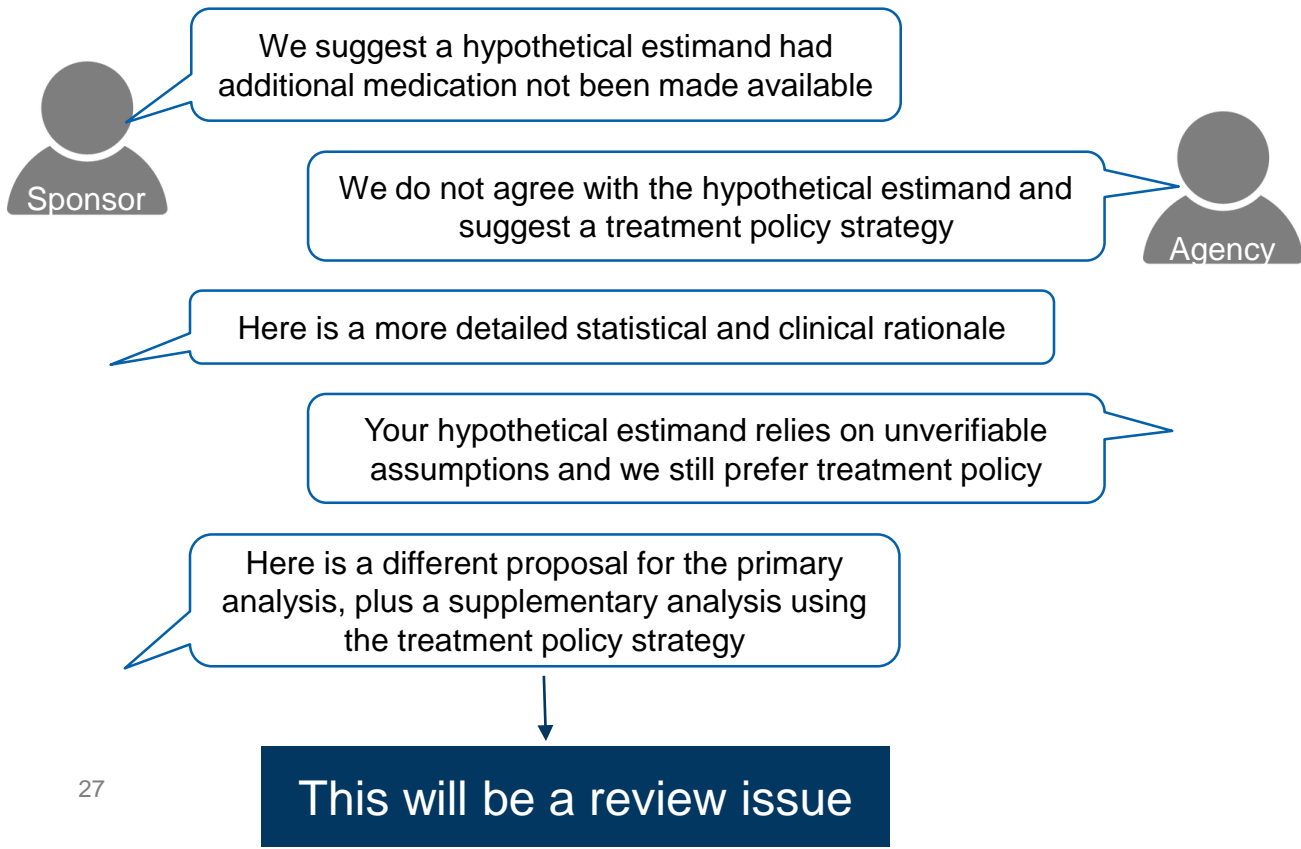 We suggest a hypothetical estimand had
additional medication not been made available
Sponsor
We do not agree with the hypothetical estimand and
suggest a treatment policy strategy
Agency
Here is a more detailed statistical and clinical rationale
Your hypothetical estimand relies on unverifiable
assumptions and we still prefer treatment policy
Here is a different proposal for the primary
analysis, plus a supplementary analysis using
the treatment policy strategy
27
This will be a review issue